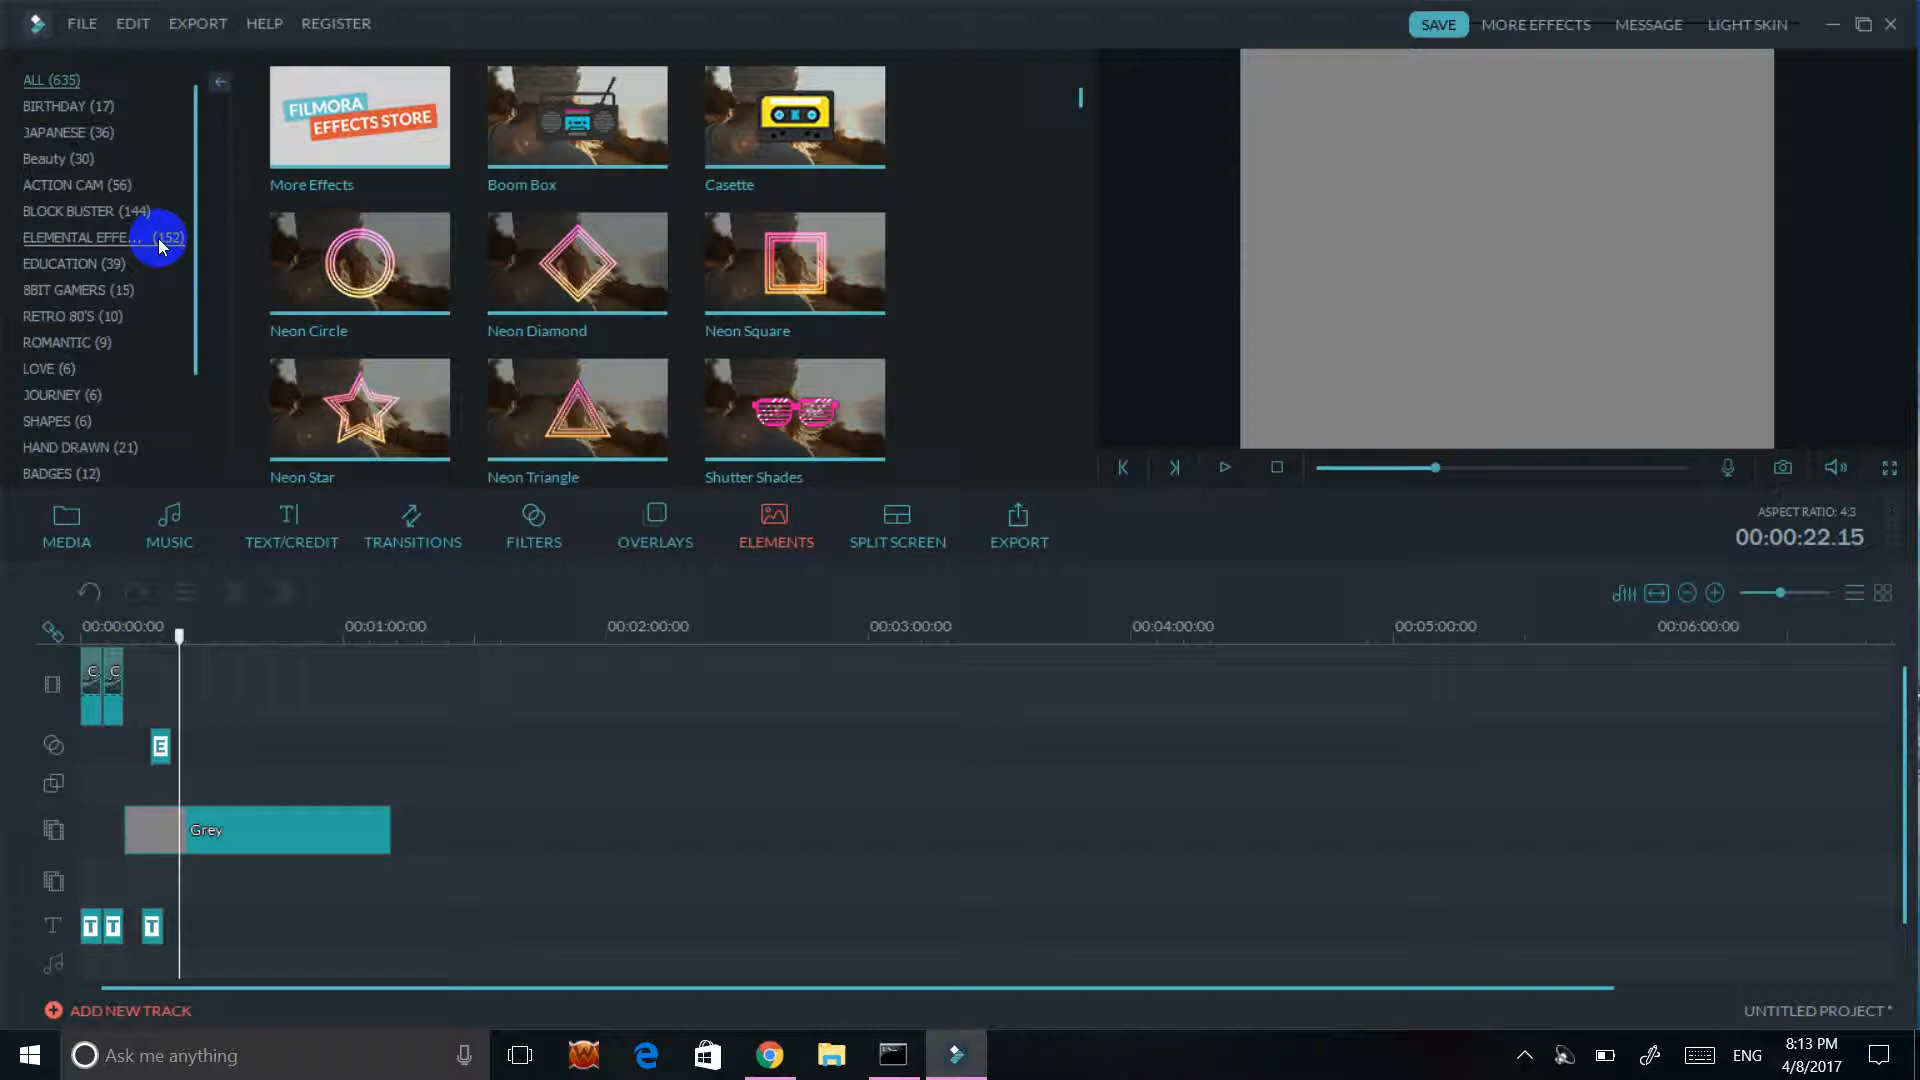 FILE EDIT EXPORT HELP REGISTER
SAVE MORE EFFECTS MESSAGE LIGHT SKIN
ALL (635)
BIRTHDAY (17)
JAPANESE (36)
Beauty (30)
ACTION CAM (56)
BLOCK BUSTER (144)
ELEMENTAL EFFE... (152)
EDUCATION (39)
8BIT GAMERS (15)
RETRO 80'S (10)
ROMANTIC (9)
LOVE (6)
JOURNEY (6)
SHAPES (6)
HAND DRAWN (21)
BADGES (12)
FILMORA
EFFECTS STORE
More Effects Boom Box Casette
Neon Circle Neon Diamond Neon Square
Neon Star Neon Triangle Shutter Shades
MEDIA MUSIC TEXT/CREDIT TRANSITIONS FILTERS OVERLAYS ELEMENTS SPLIT SCREEN EXPORT
ASPECT RATIO: 4:3
00:00:22.15
00:00:00:00 00:01:00:00 00:02:00:00 00:03:00:00 00:04:00:00 00:05:00:00 00:06:00:00
C C
E
Grey
T T T
ADD NEW TRACK
UNTITLED PROJECT *
Ask me anything
ENG
8:13 PM
4/8/2017